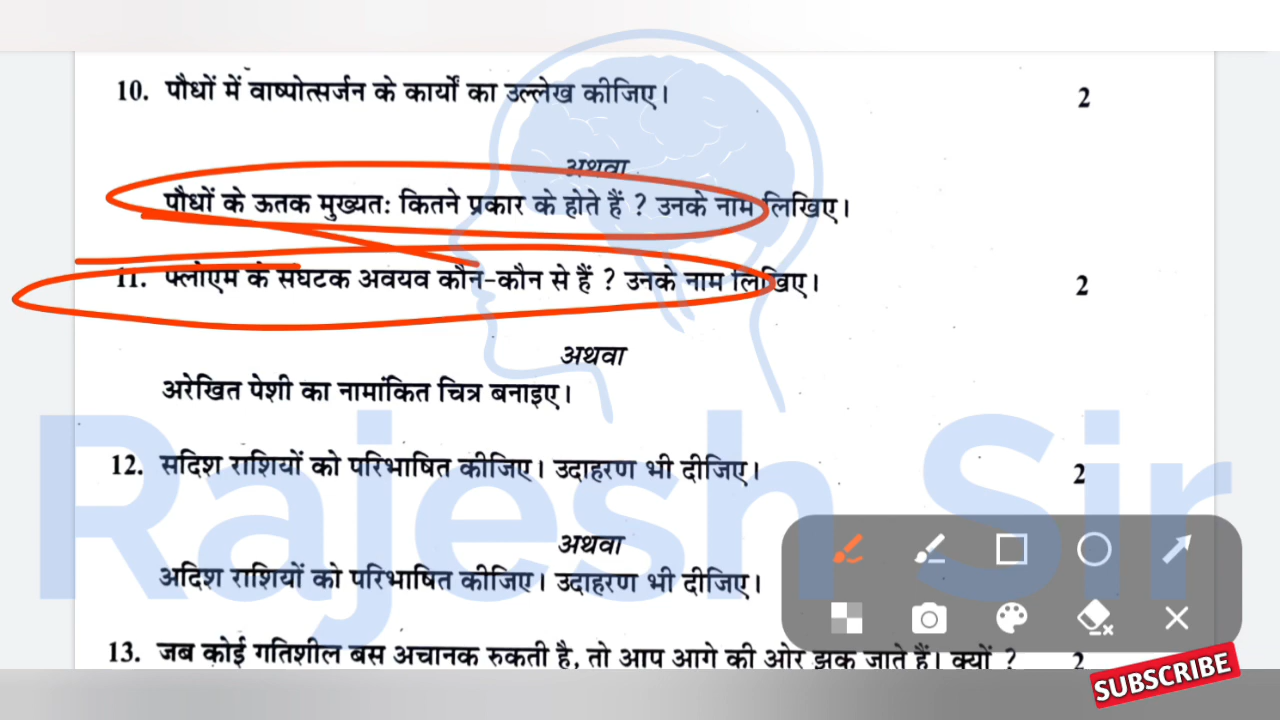 10. पौधों में वाष्पोत्सर्जन के कार्यों का उल्लेख कीजिए। 2
अथवा
पौधों के ऊतक मुख्यतः कितने प्रकार के होते हैं ? उनके नाम लिखिए।
11. फ्लोएम के संघटक अवयव कौन-कौन से हैं ? उनके नाम लिखिए। 2
अथवा
अरेखित पेशी का नामांकित चित्र बनाइए।
Rajesh Sir
12. सदिश राशियों को परिभाषित कीजिए। उदाहरण भी दीजिए। 2
अथवा
अदिश राशियों को परिभाषित कीजिए। उदाहरण भी दीजिए।
13. जब कोई गतिशील बस अचानक रुकती है, तो आप आगे की ओर झुक जाते हैं। क्यों ? 2
SUBSCRIBE